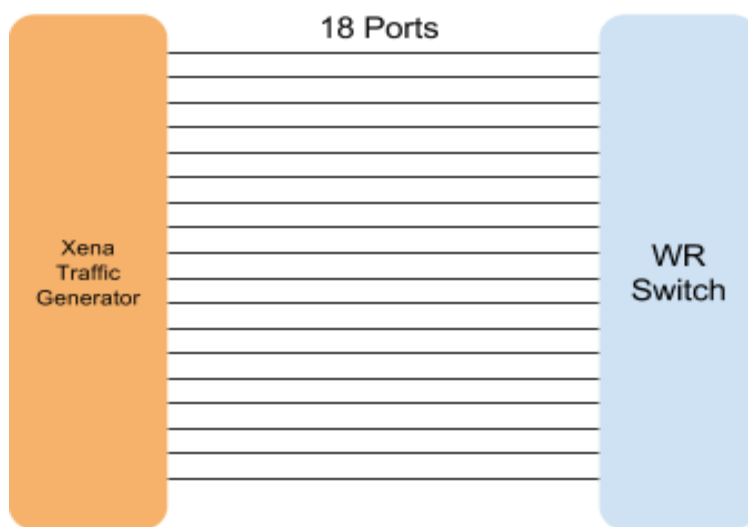 18 Ports
Xena
Traffic
Generator
WR
Switch